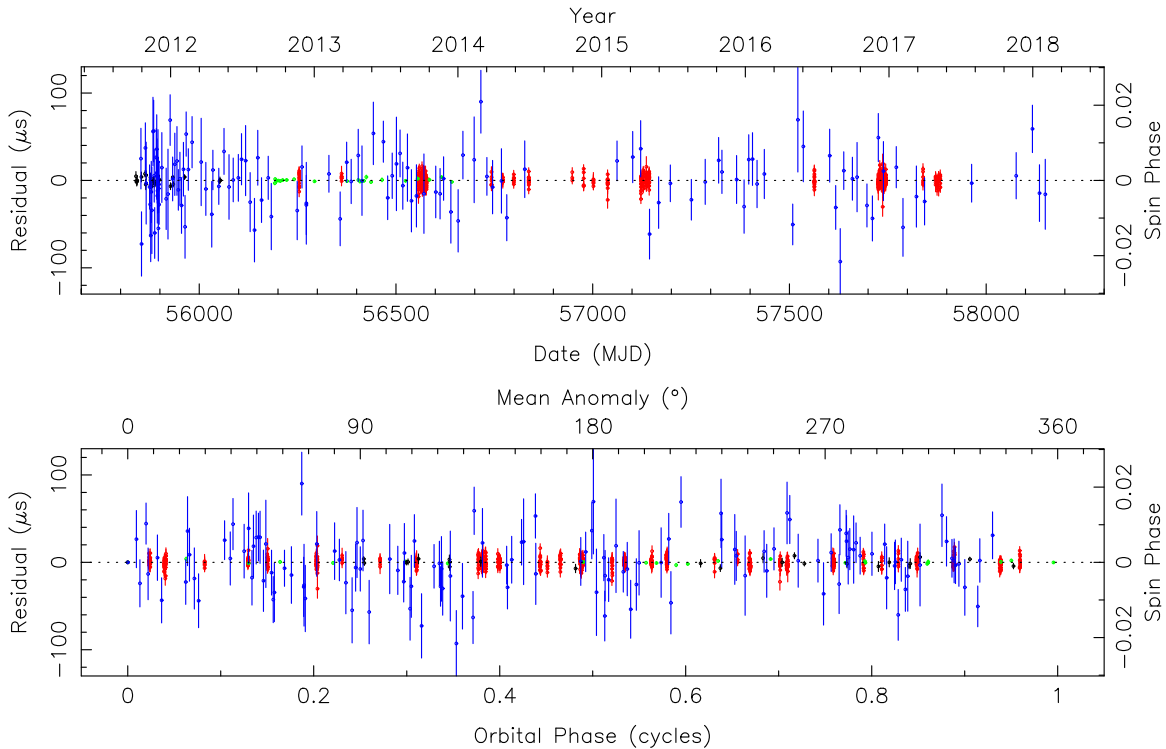 Year
2012 2013 2014 2015 2016 2017 2018
Residual (μs)
100
0
−100
0.02
0
−0.02
Spin Phase
56000 56500 57000 57500 58000
Date (MJD)
Mean Anomaly (°)
0 90 180 270 360
Residual (μs)
100
0
−100
0.02
0
−0.02
Spin Phase
0 0.2 0.4 0.6 0.8 1
Orbital Phase (cycles)